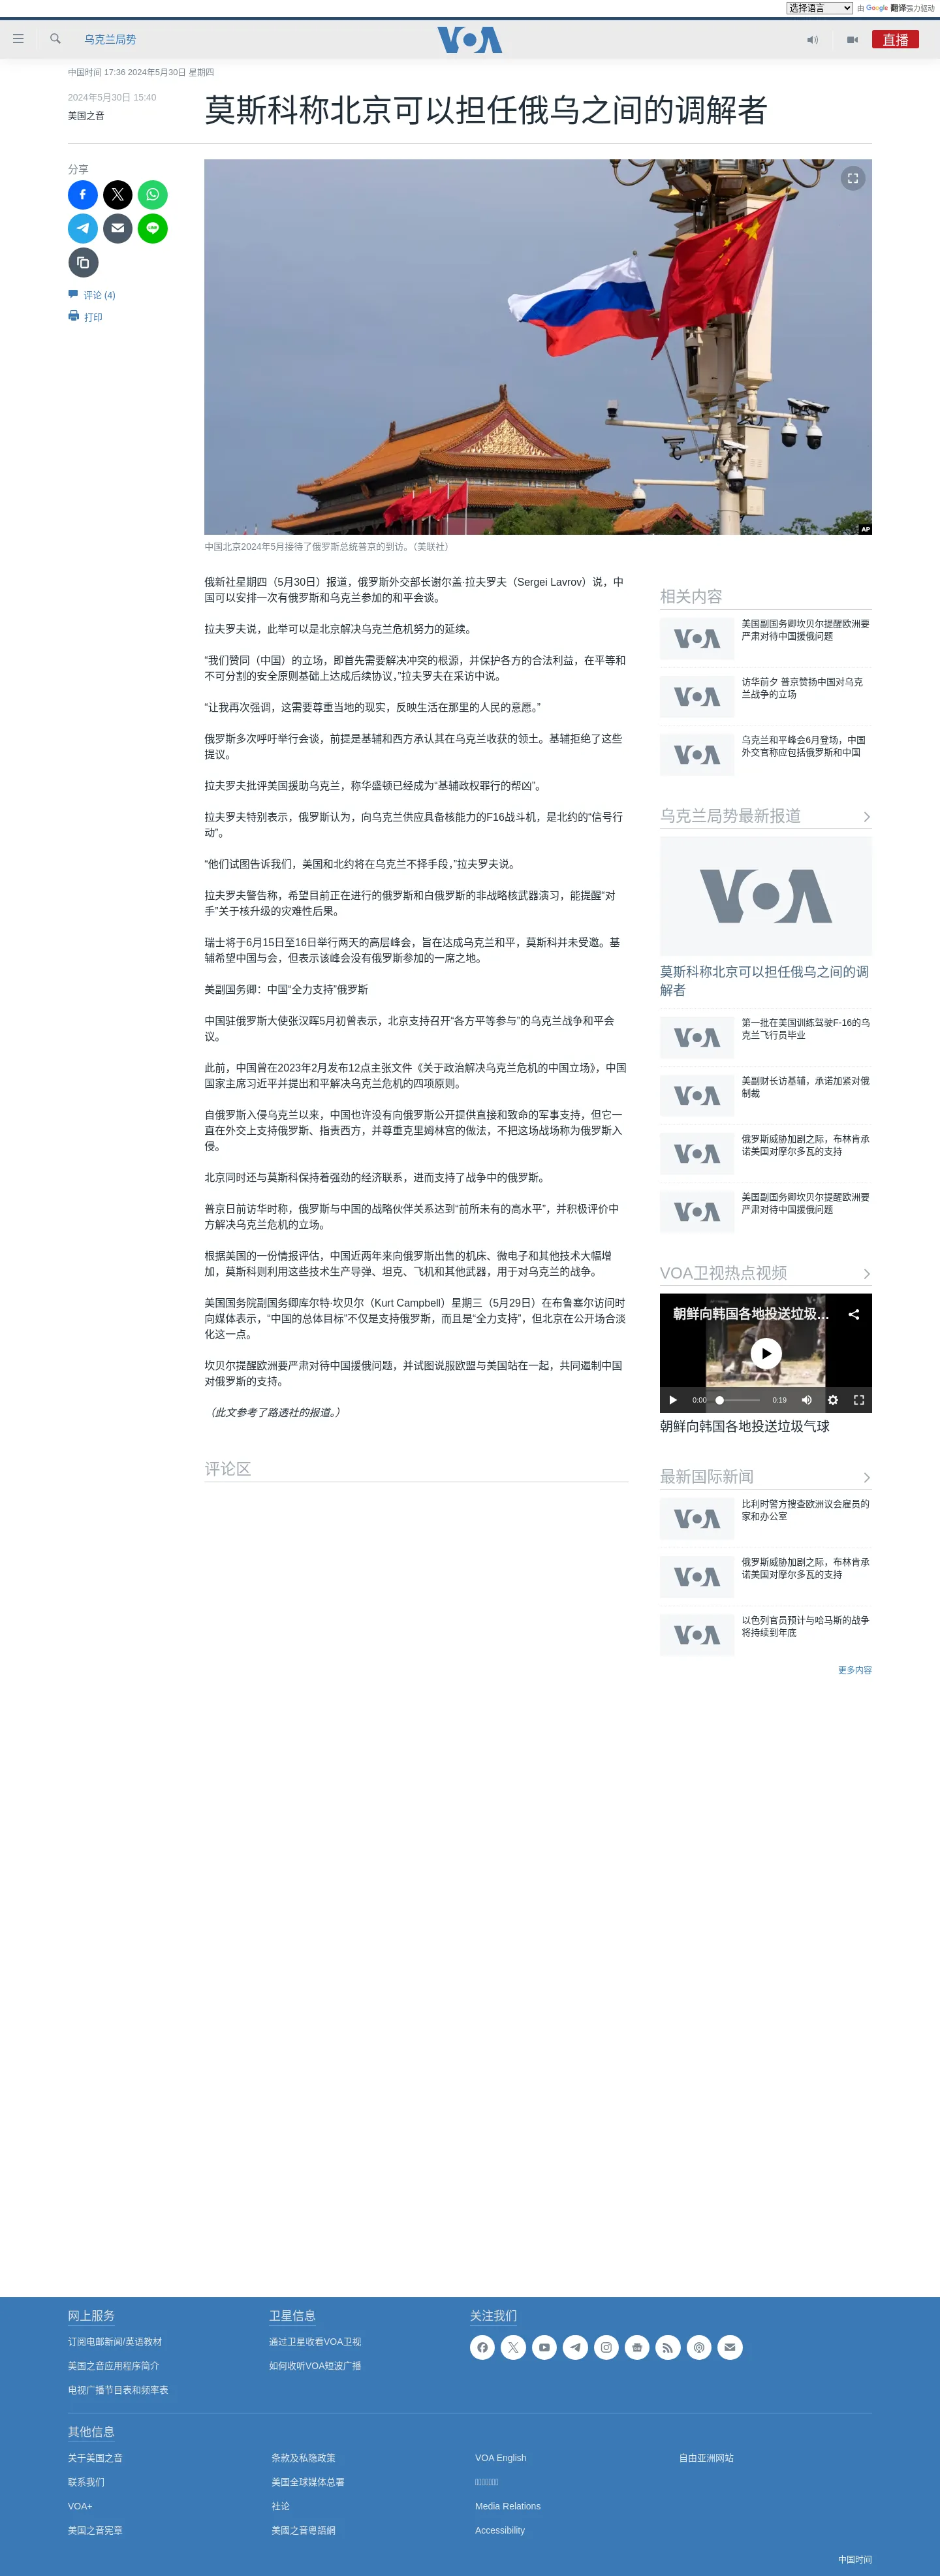 选择语言
由 Google 翻译强力驱动
乌克兰局势
VOA
直播
中国时间 17:36 2024年5月30日 星期四
2024年5月30日 15:40
美国之音
莫斯科称北京可以担任俄乌之间的调解者
分享
评论 (4)
打印
AP
中国北京2024年5月接待了俄罗斯总统普京的到访。（美联社）
俄新社星期四（5月30日）报道，俄罗斯外交部长谢尔盖·拉夫罗夫（Sergei Lavrov）说，中
国可以安排一次有俄罗斯和乌克兰参加的和平会谈。
拉夫罗夫说，此举可以是北京解决乌克兰危机努力的延续。
“我们赞同（中国）的立场，即首先需要解决冲突的根源，并保护各方的合法利益，在平等和
不可分割的安全原则基础上达成后续协议，”拉夫罗夫在采访中说。
“让我再次强调，这需要尊重当地的现实，反映生活在那里的人民的意愿。”
俄罗斯多次呼吁举行会谈，前提是基辅和西方承认其在乌克兰收获的领土。基辅拒绝了这些
提议。
拉夫罗夫批评美国援助乌克兰，称华盛顿已经成为“基辅政权罪行的帮凶”。
拉夫罗夫特别表示，俄罗斯认为，向乌克兰供应具备核能力的F16战斗机，是北约的“信号行
动”。
“他们试图告诉我们，美国和北约将在乌克兰不择手段，”拉夫罗夫说。
拉夫罗夫警告称，希望目前正在进行的俄罗斯和白俄罗斯的非战略核武器演习，能提醒“对
手”关于核升级的灾难性后果。
瑞士将于6月15日至16日举行两天的高层峰会，旨在达成乌克兰和平，莫斯科并未受邀。基
辅希望中国与会，但表示该峰会没有俄罗斯参加的一席之地。
美副国务卿：中国“全力支持”俄罗斯
中国驻俄罗斯大使张汉晖5月初曾表示，北京支持召开“各方平等参与”的乌克兰战争和平会
议。
此前，中国曾在2023年2月发布12点主张文件《关于政治解决乌克兰危机的中国立场》，中国
国家主席习近平并提出和平解决乌克兰危机的四项原则。
自俄罗斯入侵乌克兰以来，中国也许没有向俄罗斯公开提供直接和致命的军事支持，但它一
直在外交上支持俄罗斯、指责西方，并尊重克里姆林宫的做法，不把这场战场称为俄罗斯入
侵。
北京同时还与莫斯科保持着强劲的经济联系，进而支持了战争中的俄罗斯。
普京日前访华时称，俄罗斯与中国的战略伙伴关系达到“前所未有的高水平”，并积极评价中
方解决乌克兰危机的立场。
根据美国的一份情报评估，中国近两年来向俄罗斯出售的机床、微电子和其他技术大幅增
加，莫斯科则利用这些技术生产导弹、坦克、飞机和其他武器，用于对乌克兰的战争。
美国国务院副国务卿库尔特·坎贝尔（Kurt Campbell）星期三（5月29日）在布鲁塞尔访问时
向媒体表示，“中国的总体目标”不仅是支持俄罗斯，而且是“全力支持”，但北京在公开场合淡
化这一点。
坎贝尔提醒欧洲要严肃对待中国援俄问题，并试图说服欧盟与美国站在一起，共同遏制中国
对俄罗斯的支持。
（此文参考了路透社的报道。）
评论区
相关内容
VOA
美国副国务卿坎贝尔提醒欧洲要
严肃对待中国援俄问题
VOA
访华前夕 普京赞扬中国对乌克
兰战争的立场
VOA
乌克兰和平峰会6月登场，中国
外交官称应包括俄罗斯和中国
乌克兰局势最新报道
VOA
莫斯科称北京可以担任俄乌之间的调
解者
VOA
第一批在美国训练驾驶F-16的乌
克兰飞行员毕业
VOA
美副财长访基辅，承诺加紧对俄
制裁
VOA
俄罗斯威胁加剧之际，布林肯承
诺美国对摩尔多瓦的支持
VOA
美国副国务卿坎贝尔提醒欧洲要
严肃对待中国援俄问题
VOA卫视热点视频
朝鲜向韩国各地投送垃圾...
0:00
0:19
朝鲜向韩国各地投送垃圾气球
最新国际新闻
VOA
比利时警方搜查欧洲议会雇员的
家和办公室
VOA
俄罗斯威胁加剧之际，布林肯承
诺美国对摩尔多瓦的支持
VOA
以色列官员预计与哈马斯的战争
将持续到年底
更多内容
网上服务
订阅电邮新闻/英语教材
美国之音应用程序简介
电视广播节目表和频率表
卫星信息
通过卫星收看VOA卫视
如何收听VOA短波广播
关注我们
其他信息
关于美国之音
联系我们
VOA+
美国之音宪章
条款及私隐政策
美国全球媒体总署
社论
美國之音粵語網
VOA English
Media Relations
Accessibility
自由亚洲网站
中国时间